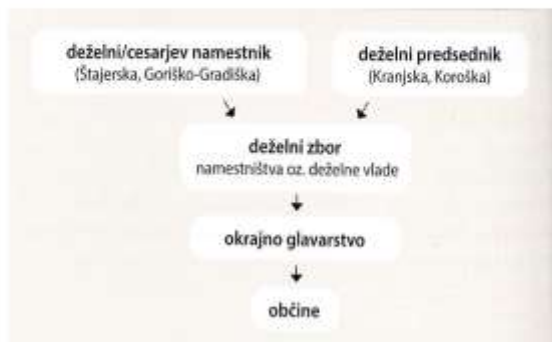 deželni/cesarjev namestnik
(Štajerska, Goriško-Gradiška)
deželni predsednik
(Kranjska, Koroška)
deželni zbor
namestništva oz. deželne vlade
okrajno glavarstvo
občine